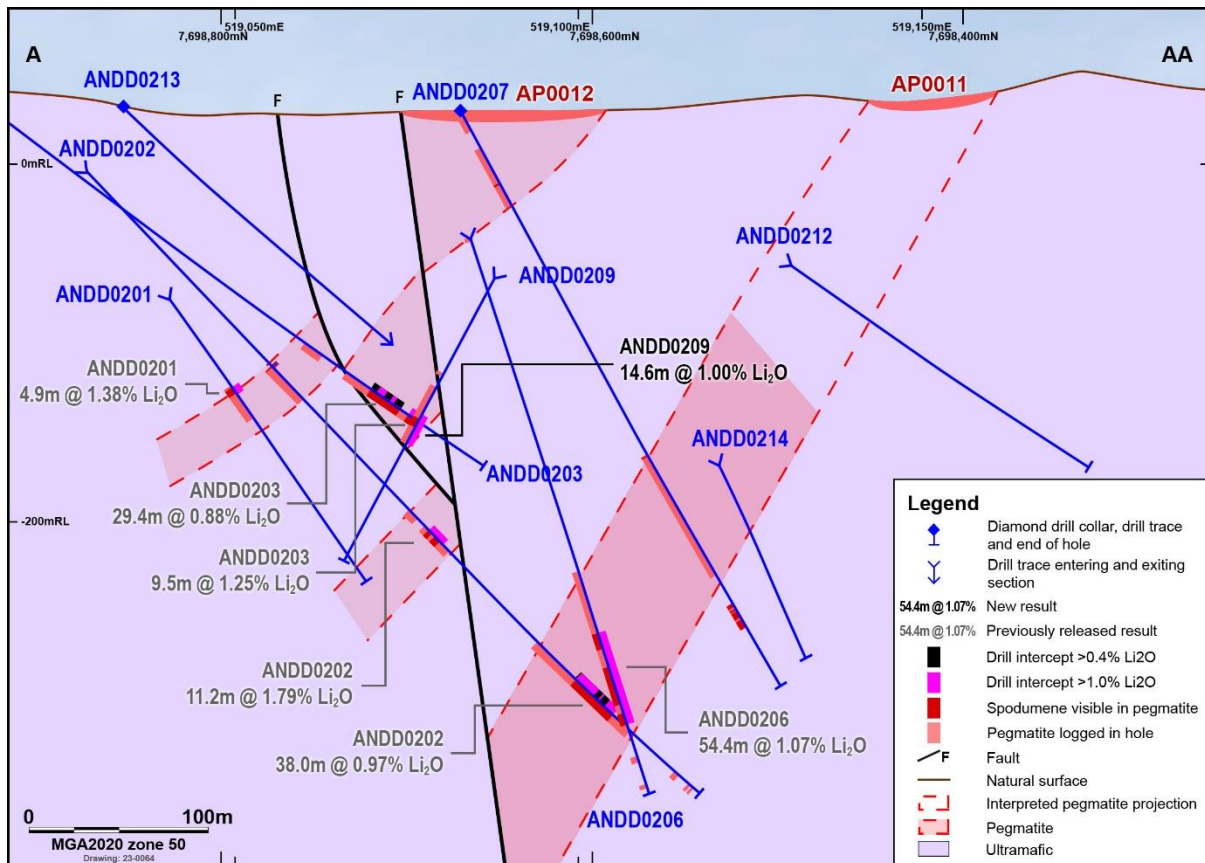 519,050mE
7,698,800mN
519,100mE
7,698,600mN
519,150mE
7,698,400mN
A
AA
ANDD0213
F
F
ANDD0207
AP0012
AP0011
ANDD0202
0mRL
ANDD0212
ANDD0209
ANDD0201
ANDD0209
14.6m @ 1.00% Li₂O
ANDD0201
4.9m @ 1.38% Li₂O
ANDD0214
ANDD0203
ANDD0203
29.4m @ 0.88% Li₂O
-200mRL
ANDD0203
9.5m @ 1.25% Li₂O
ANDD0202
11.2m @ 1.79% Li₂O
ANDD0202
38.0m @ 0.97% Li₂O
ANDD0206
54.4m @ 1.07% Li₂O
ANDD0206
Legend
Diamond drill collar, drill trace
and end of hole
Drill trace entering and exiting
section
54.4m @ 1.07% New result
54.4m @ 1.07% Previously released result
Drill intercept >0.4% Li2O
Drill intercept >1.0% Li2O
Spodumene visible in pegmatite
Pegmatite logged in hole
F Fault
Natural surface
Interpreted pegmatite projection
Pegmatite
Ultramafic
0 100m
MGA2020 zone 50
Drawing: 23-0064